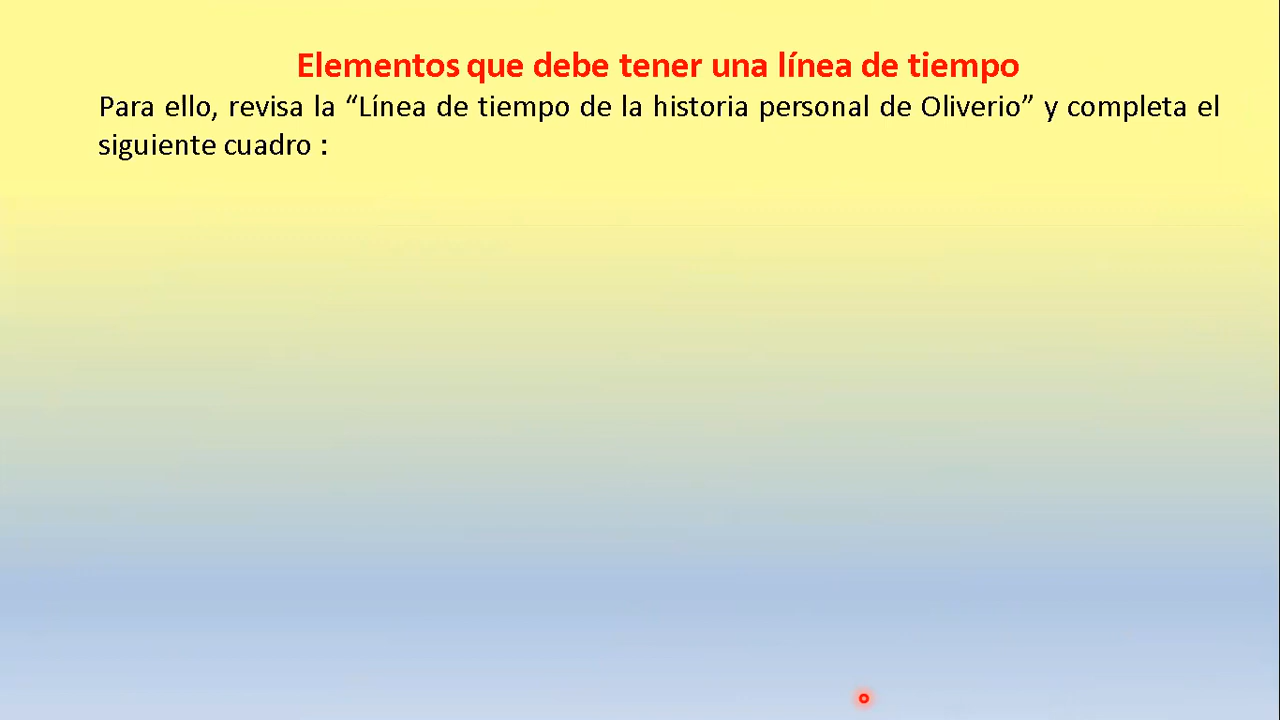 Elementos que debe tener una línea de tiempo
Para ello, revisa la “Línea de tiempo de la historia personal de Oliverio” y completa el
siguiente cuadro :